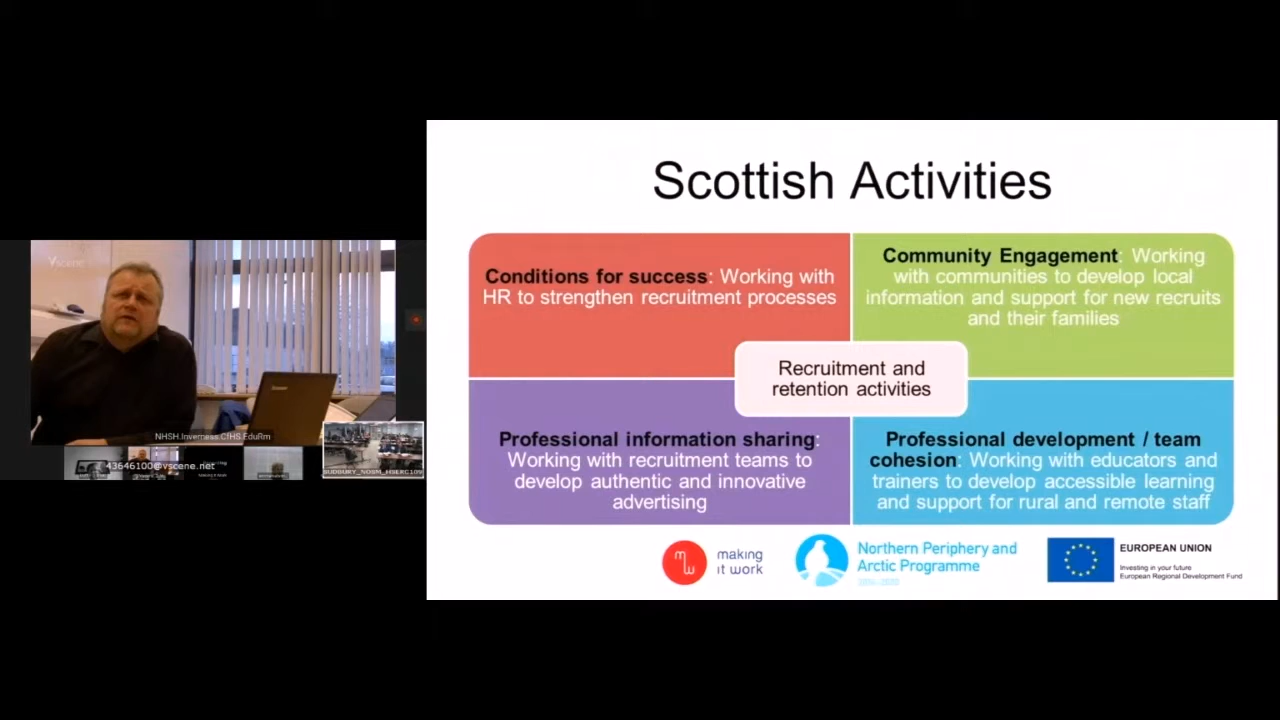 Scottish Activities
Conditions for success: Working with
HR to strengthen recruitment processes
Community Engagement: Working
with communities to develop local
information and support for new recruits
and their families
Recruitment and
retention activities
Professional information sharing:
Working with recruitment teams to
develop authentic and innovative
advertising
Professional development / team
cohesion: Working with educators and
trainers to develop accessible learning
and support for rural and remote staff
making
it work
Northern Periphery and
Arctic Programme
2014-2020
EUROPEAN UNION
Investing in your future
European Regional Development Fund
Vscene
NHSH.Inverness.CfHS.EduRm
43646100@vscene.net